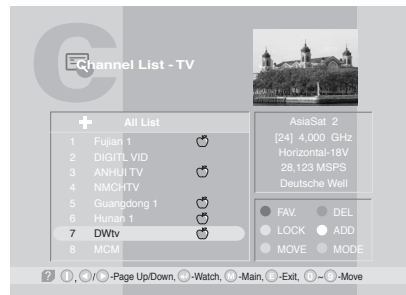 Channel List - TV
All List
1 Fujian 1
2 DIGITL VID
3 ANHUI TV
4 NMCHTV
5 Guangdong 1
6 Hunan 1
7 DWtv
8 MCM
AsiaSat 2
[24] 4,000 GHz
Horizontal-18V
28,123 MSPS
Deutsche Well
FAV. DEL
LOCK ADD
MOVE MODE
? , / -Page Up/Down, -Watch, M -Main, E -Exit, 0 ~ 9 -Move